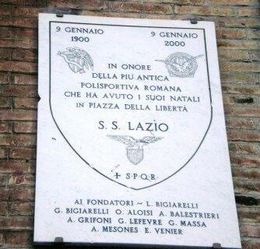 9 GENNAIO 9 GENNAIO
1900 2000
IN ONORE
DELLA PIÙ ANTICA
POLISPORTIVA ROMANA
CHE HA AVUTO I SUOI NATALI
IN PIAZZA DELLA LIBERTÀ
S.S. LAZIO
S·P·Q·R
AI FONDATORI ~ L. BIGIARELLI
G. BIGIARELLI O. ALOISI A. BALESTRIERI
A. GRIFONI G. LEFEVRE G. MASSA
A. MESONES E. VENIER